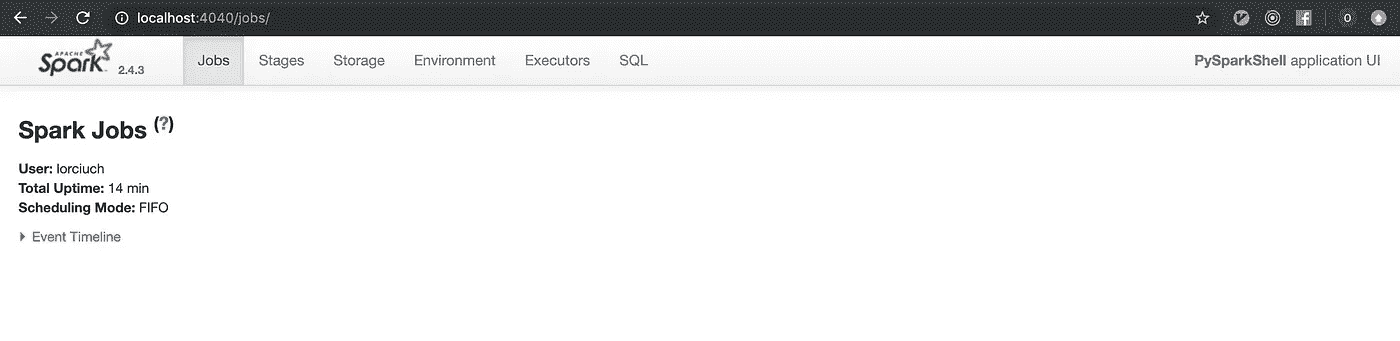 localhost:4040/jobs/
APACHE
Spark 2.4.3 Jobs Stages Storage Environment Executors SQL PySparkShell application UI
Spark Jobs (?)
User: lorciuch
Total Uptime: 14 min
Scheduling Mode: FIFO
Event Timeline